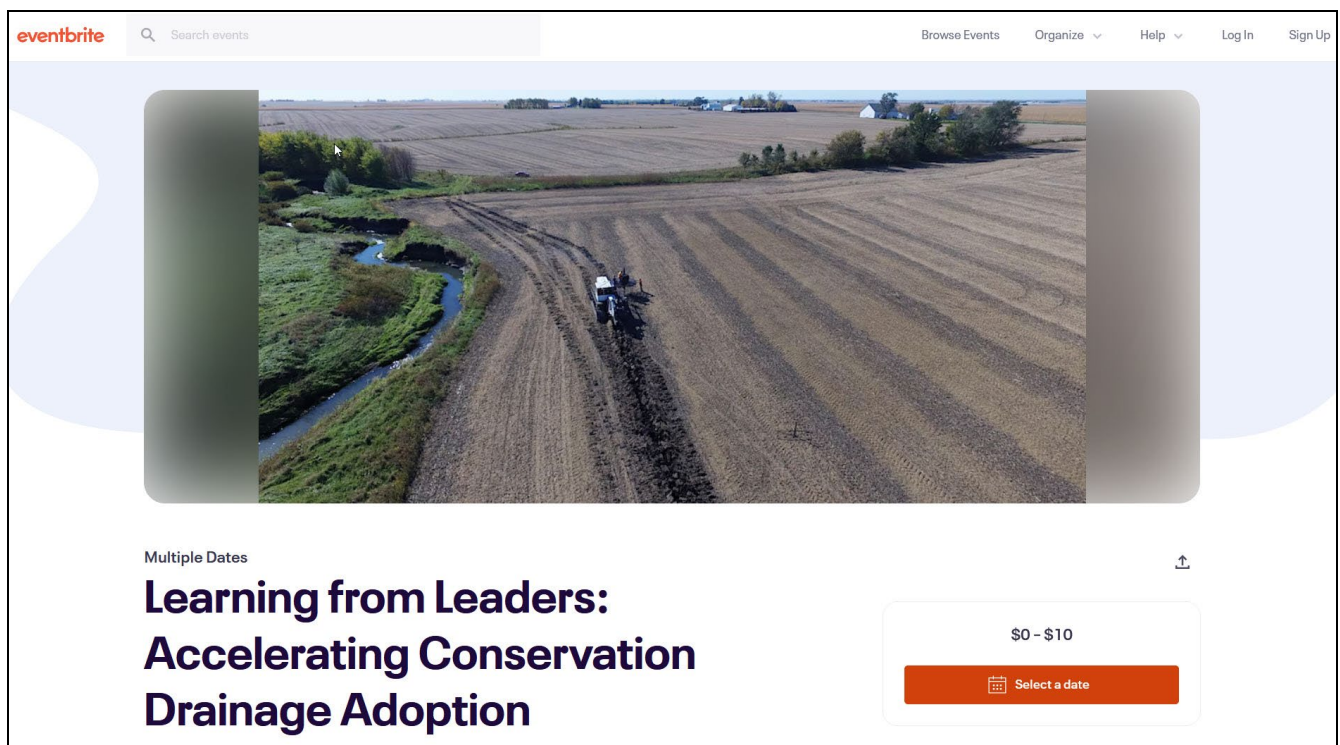 eventbrite
Search events
Browse Events
Organize
Help
Log In
Sign Up
Multiple Dates
Learning from Leaders:
Accelerating Conservation
Drainage Adoption
$0 – $10
Select a date